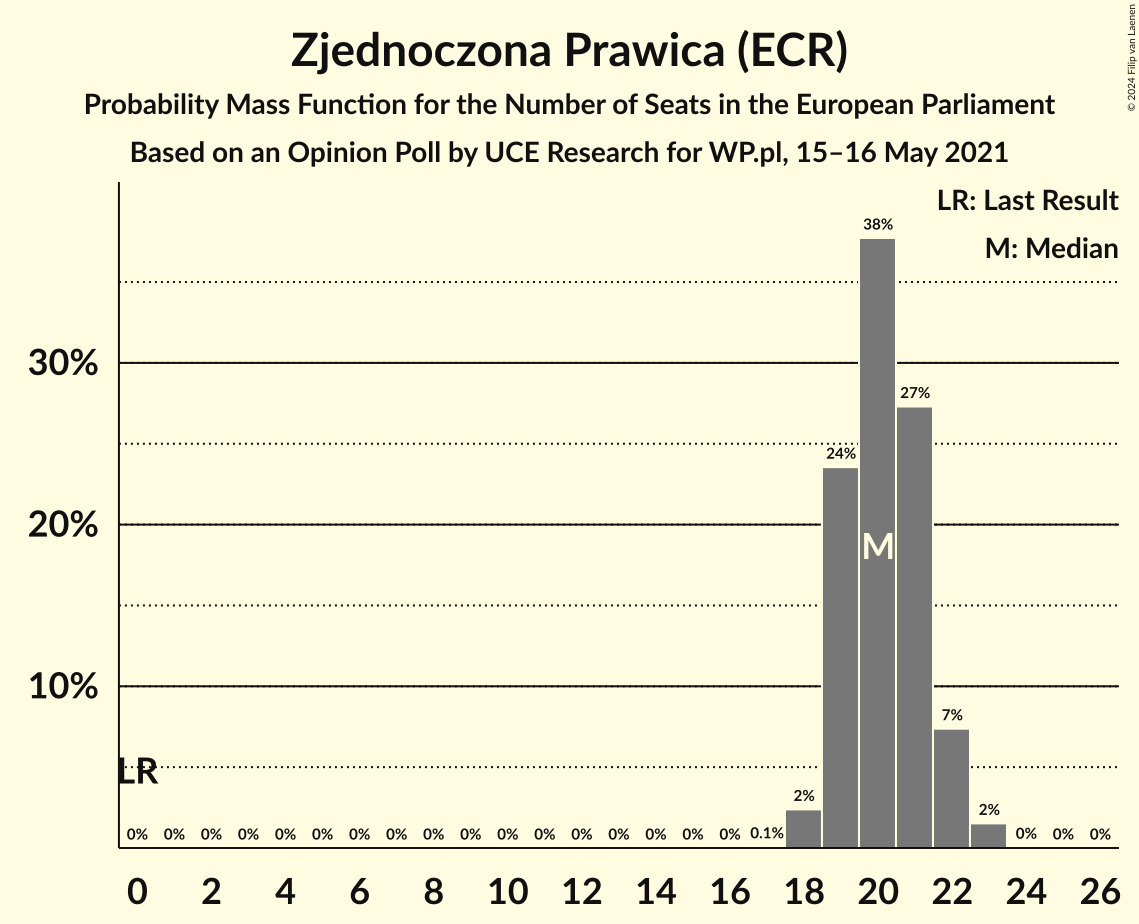 Zjednoczona Prawica (ECR)
Probability Mass Function for the Number of Seats in the European Parliament
Based on an Opinion Poll by UCE Research for WP.pl, 15–16 May 2021
© 2024 Filip van Laenen
LR: Last Result
M: Median
38%
30%
27%
24%
20%
M
10%
7%
LR
2%
2%
0% 0% 0% 0% 0% 0% 0% 0% 0% 0% 0% 0% 0% 0% 0% 0% 0% 0.1% 0% 0% 0%
0 2 4 6 8 10 12 14 16 18 20 22 24 26